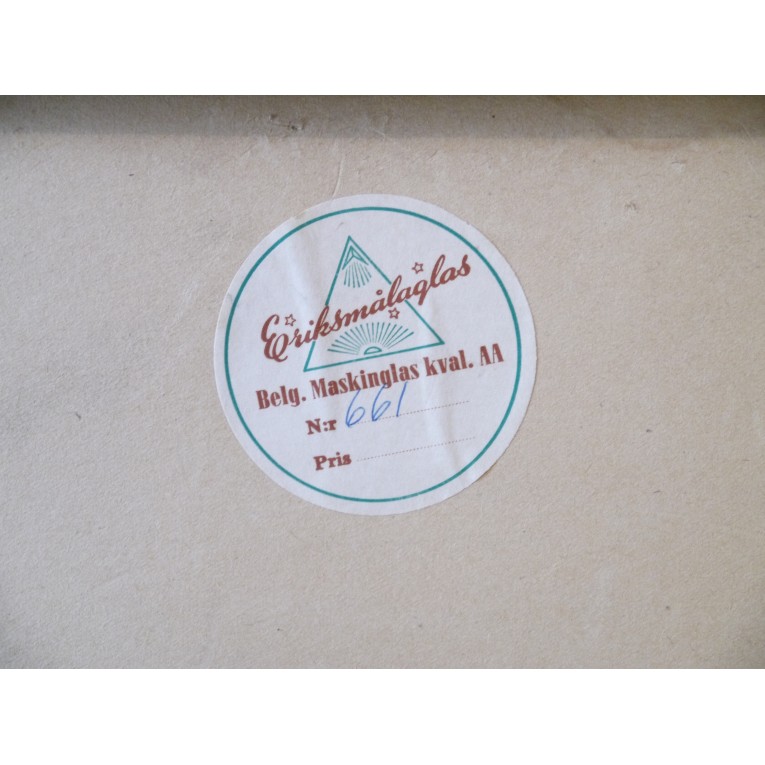 Eriksmålaglas
Belg. Maskinglas kval. AA
N:r 661
Pris